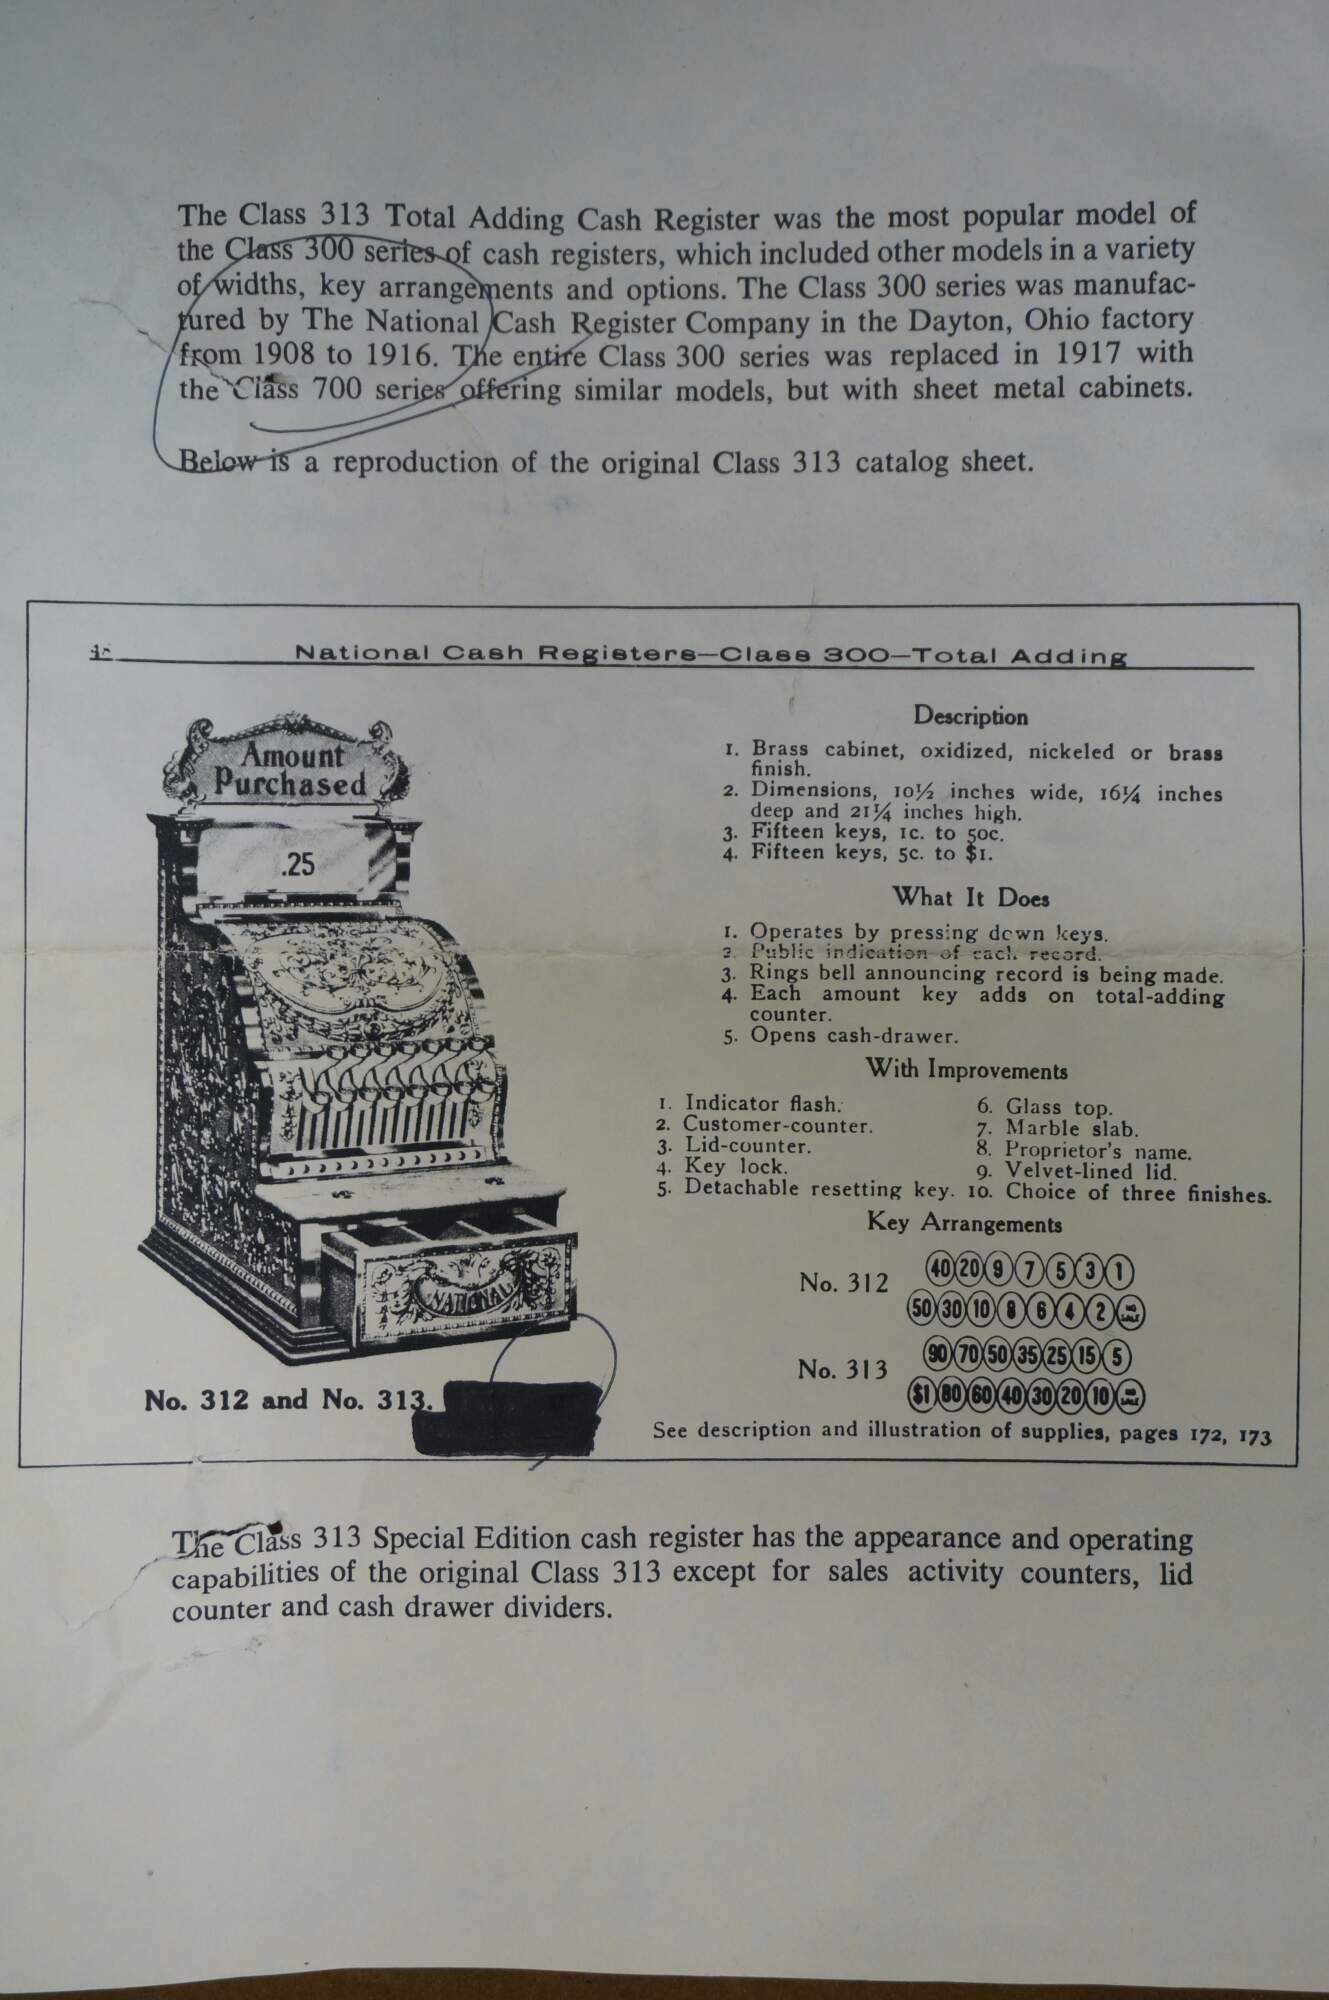 The Class 313 Total Adding Cash Register was the most popular model of
the Class 300 series of cash registers, which included other models in a variety
of widths, key arrangements and options. The Class 300 series was manufac-
tured by The National Cash Register Company in the Dayton, Ohio factory
from 1908 to 1916. The entire Class 300 series was replaced in 1917 with
the Class 700 series offering similar models, but with sheet metal cabinets.
Below is a reproduction of the original Class 313 catalog sheet.
National Cash Registers—Class 300—Total Adding
Amount
Purchased
.25
NATIONAL
No. 312 and No. 313.
Description
1. Brass cabinet, oxidized, nickeled or brass
finish.
2. Dimensions, 10½ inches wide, 16¼ inches
deep and 21¼ inches high.
3. Fifteen keys, 1c. to 50c.
4. Fifteen keys, 5c. to $1.
What It Does
1. Operates by pressing down keys.
2. Public indication of each record.
3. Rings bell announcing record is being made.
4. Each amount key adds on total-adding
counter.
5. Opens cash-drawer.
With Improvements
1. Indicator flash.
2. Customer-counter.
3. Lid-counter.
4. Key lock.
5. Detachable resetting key.
6. Glass top.
7. Marble slab.
8. Proprietor's name.
9. Velvet-lined lid.
10. Choice of three finishes.
Key Arrangements
No. 312
40 20 9 7 5 3 1
50 30 10 8 6 4 2 NO SALE
No. 313
90 70 50 35 25 15 5
$1 80 60 40 30 20 10 NO SALE
See description and illustration of supplies, pages 172, 173
The Class 313 Special Edition cash register has the appearance and operating
capabilities of the original Class 313 except for sales activity counters, lid
counter and cash drawer dividers.